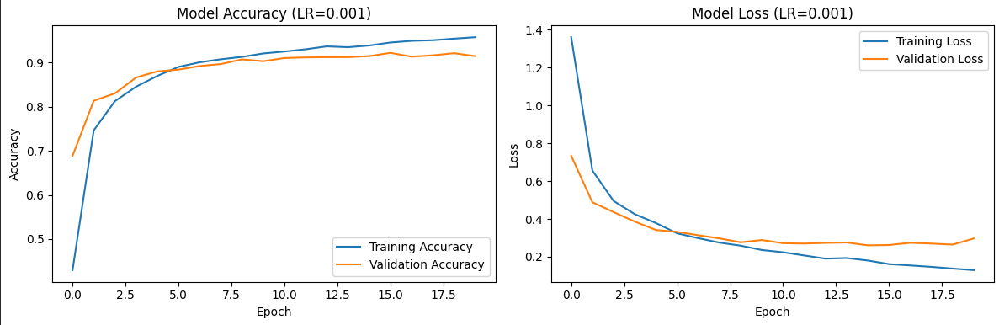 Model Accuracy (LR=0.001)
Accuracy
0.9
0.8
0.7
0.6
0.5
Training Accuracy
Validation Accuracy
0.0 2.5 5.0 7.5 10.0 12.5 15.0 17.5
Epoch
Model Loss (LR=0.001)
Loss
1.4
1.2
1.0
0.8
0.6
0.4
0.2
Training Loss
Validation Loss
0.0 2.5 5.0 7.5 10.0 12.5 15.0 17.5
Epoch